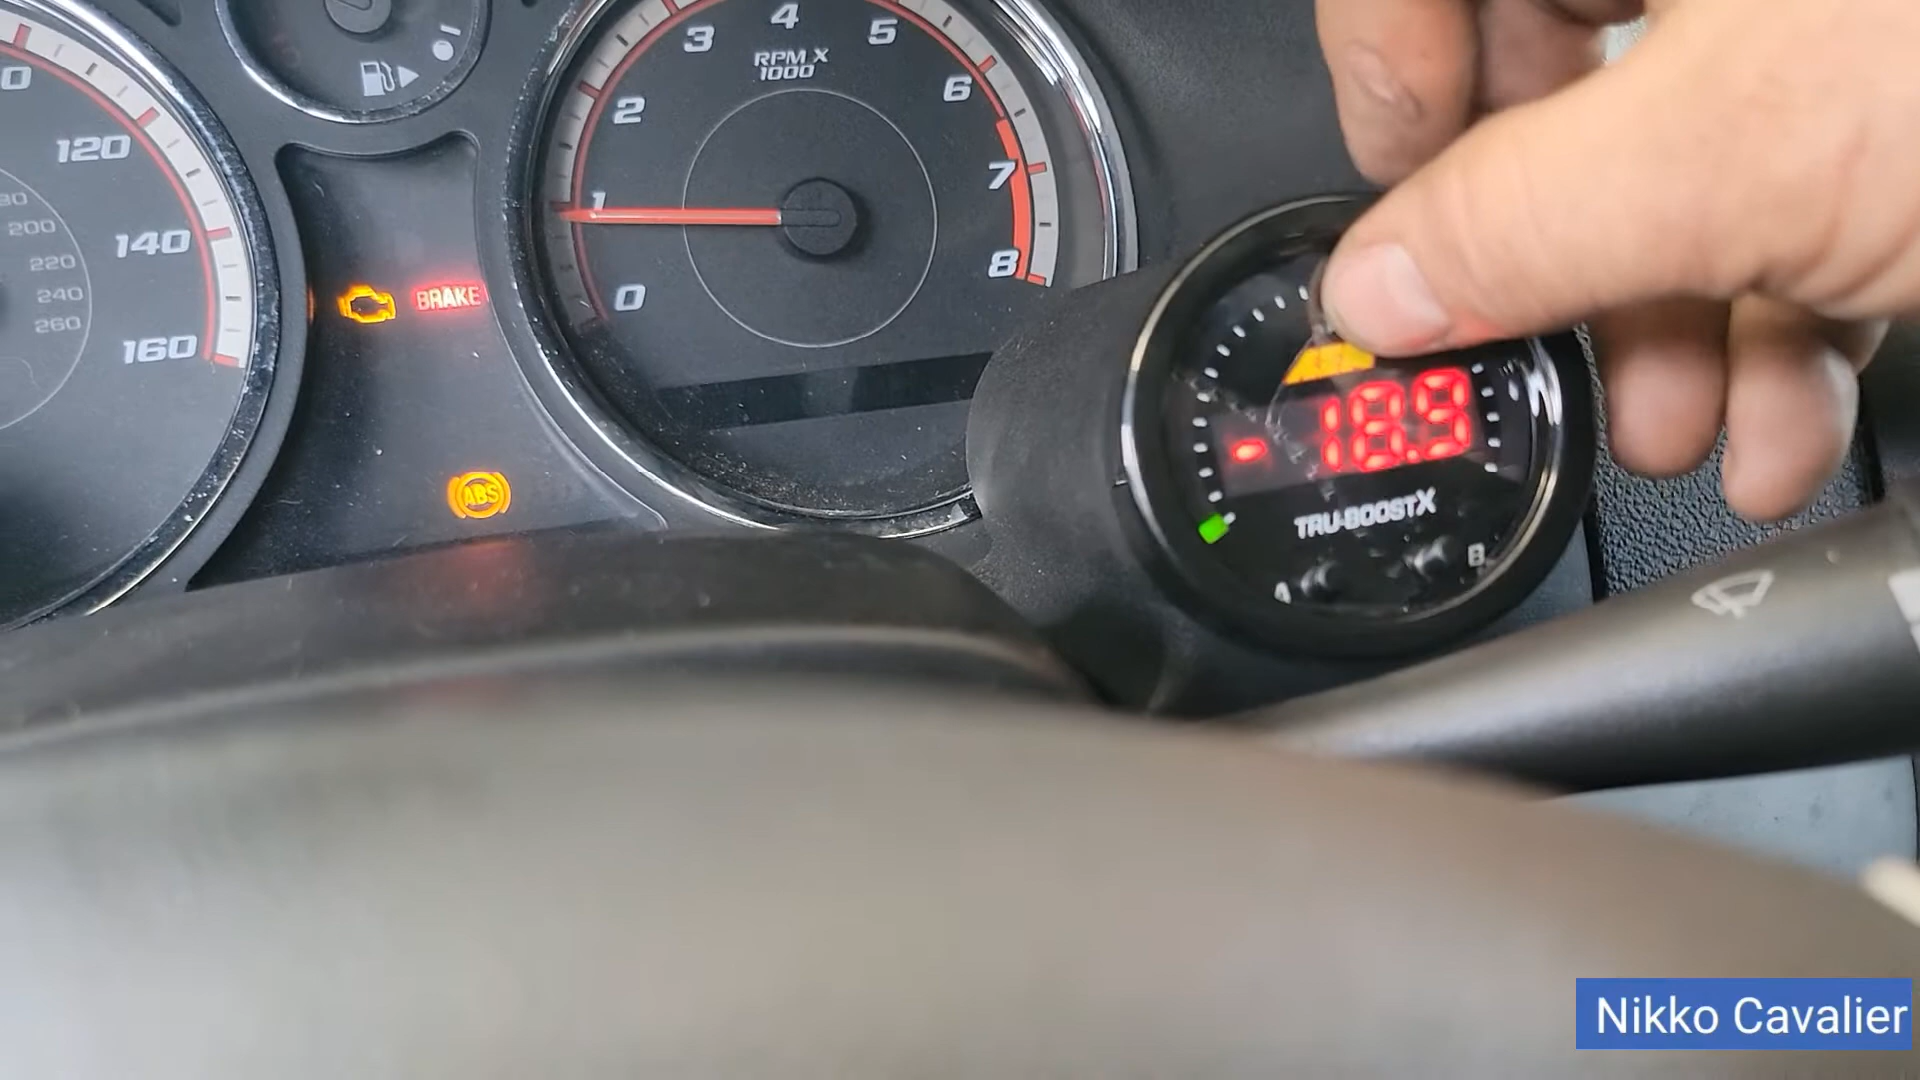 3 4 5
RPM X
1000
2 6
1 7
0 8
120
140
160
200
220
240
260
BRAKE
ABS
-18.9
TRU-BOOSTX
A B
Nikko Cavalier